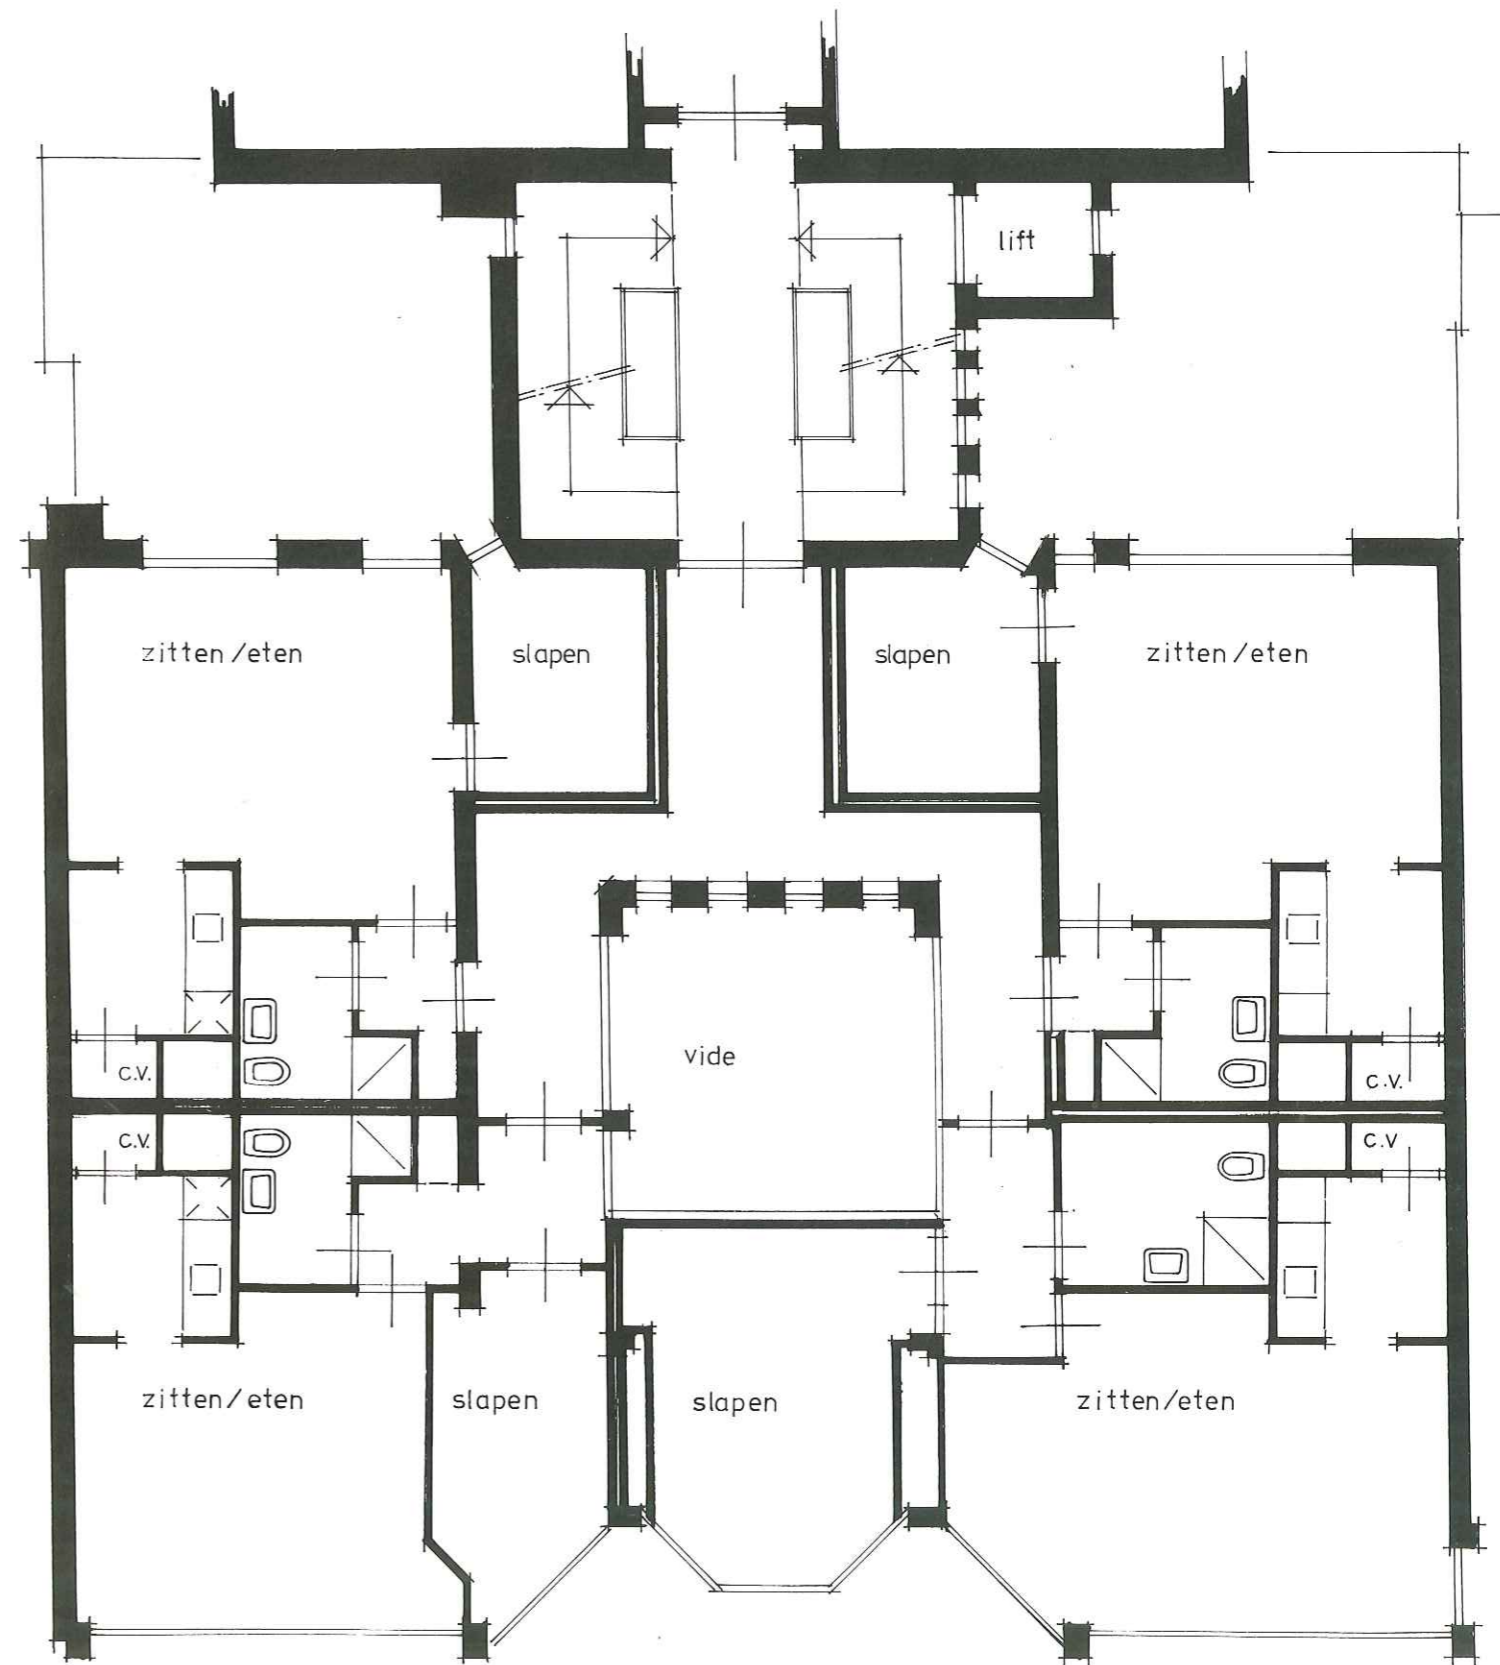 lift
zitten/eten
slapen
slapen
zitten/eten
vide
c.v.
c.v.
c.v.
c.v
zitten/eten
slapen
slapen
zitten/eten